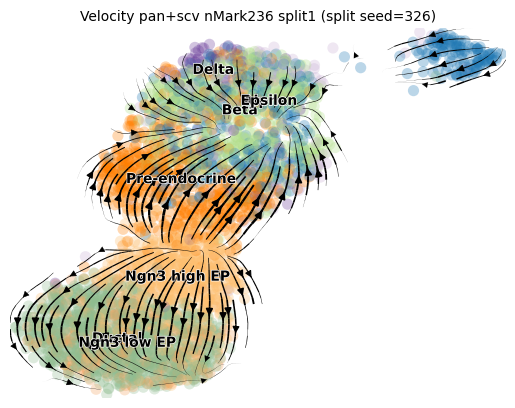 Velocity pan+scv nMark236 split1 (split seed=326)
Delta
Epsilon
Beta
Pre-endocrine
Ngn3 high EP
Ngn3 low EP